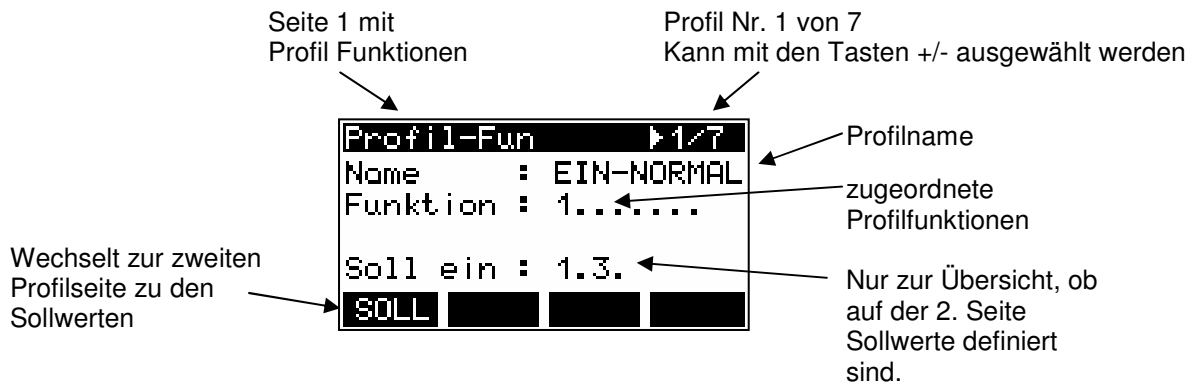 Seite 1 mit
Profil Funktionen
Profil Nr. 1 von 7
Kann mit den Tasten +/- ausgewählt werden
Profil-Fun ▶1/7
Name : EIN-NORMAL
Funktion : 1.......
Soll ein : 1.3.
SOLL
Profilname
zugeordnete
Profilfunktionen
Wechselt zur zweiten
Profilseite zu den
Sollwerten
Nur zur Übersicht, ob
auf der 2. Seite
Sollwerte definiert
sind.